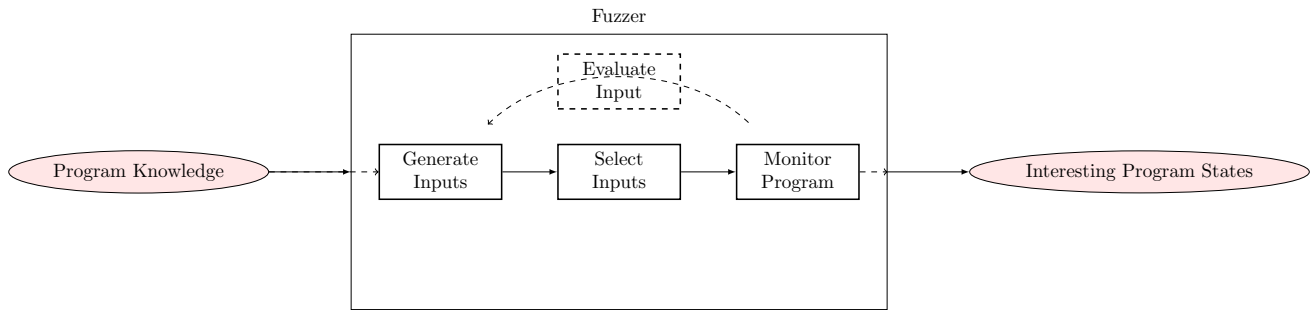 Fuzzer
Evaluate
Input
Program Knowledge
Generate
Inputs
Select
Inputs
Monitor
Program
Interesting Program States